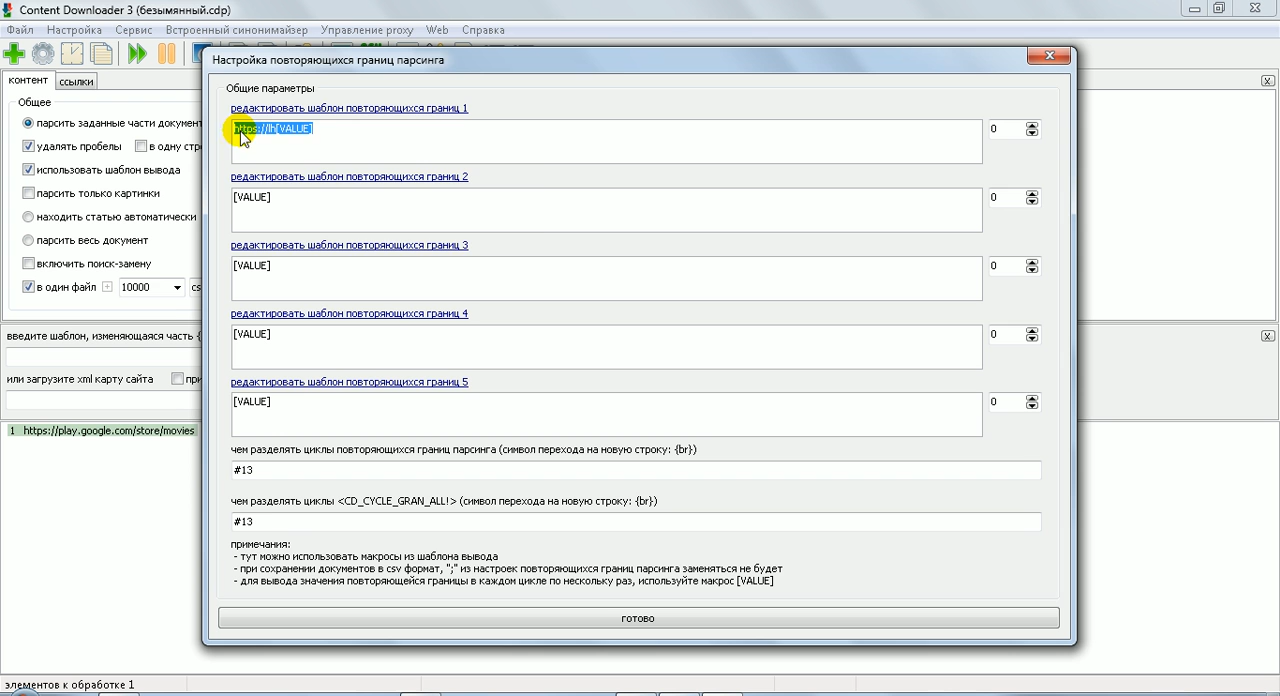 Content Downloader 3 (безымянный.cdp)
Файл Настройка Сервис Встроенный синонимайзер Управление proxy Web Справка
Настройка повторяющихся границ парсинга
контент ссылки
Общее
парсить заданные части документ
удалять пробелы в одну стр
использовать шаблон вывода
парсить только картинки
находить статью автоматически
парсить весь документ
включить поиск-замену
в один файл 10000 cs
введите шаблон, изменяющаяся часть {
или загрузите xml карту сайта при
1 https://play.google.com/store/movies
Общие параметры
редактировать шаблон повторяющихся границ 1
https://lh[VALUE] 0
редактировать шаблон повторяющихся границ 2
[VALUE] 0
редактировать шаблон повторяющихся границ 3
[VALUE] 0
редактировать шаблон повторяющихся границ 4
[VALUE] 0
редактировать шаблон повторяющихся границ 5
[VALUE] 0
чем разделять циклы повторяющихся границ парсинга (символ перехода на новую строку: {br})
#13
чем разделять циклы <CD_CYCLE_GRAN_ALL!> (символ перехода на новую строку: {br})
#13
примечания:
- тут можно использовать макросы из шаблона вывода
- при сохранении документов в csv формат, ";" из настроек повторяющихся границ парсинга заменяться не будет
- для вывода значения повторяющейся границы в каждом цикле по нескольку раз, используйте макрос [VALUE]
готово
элементов к обработке 1